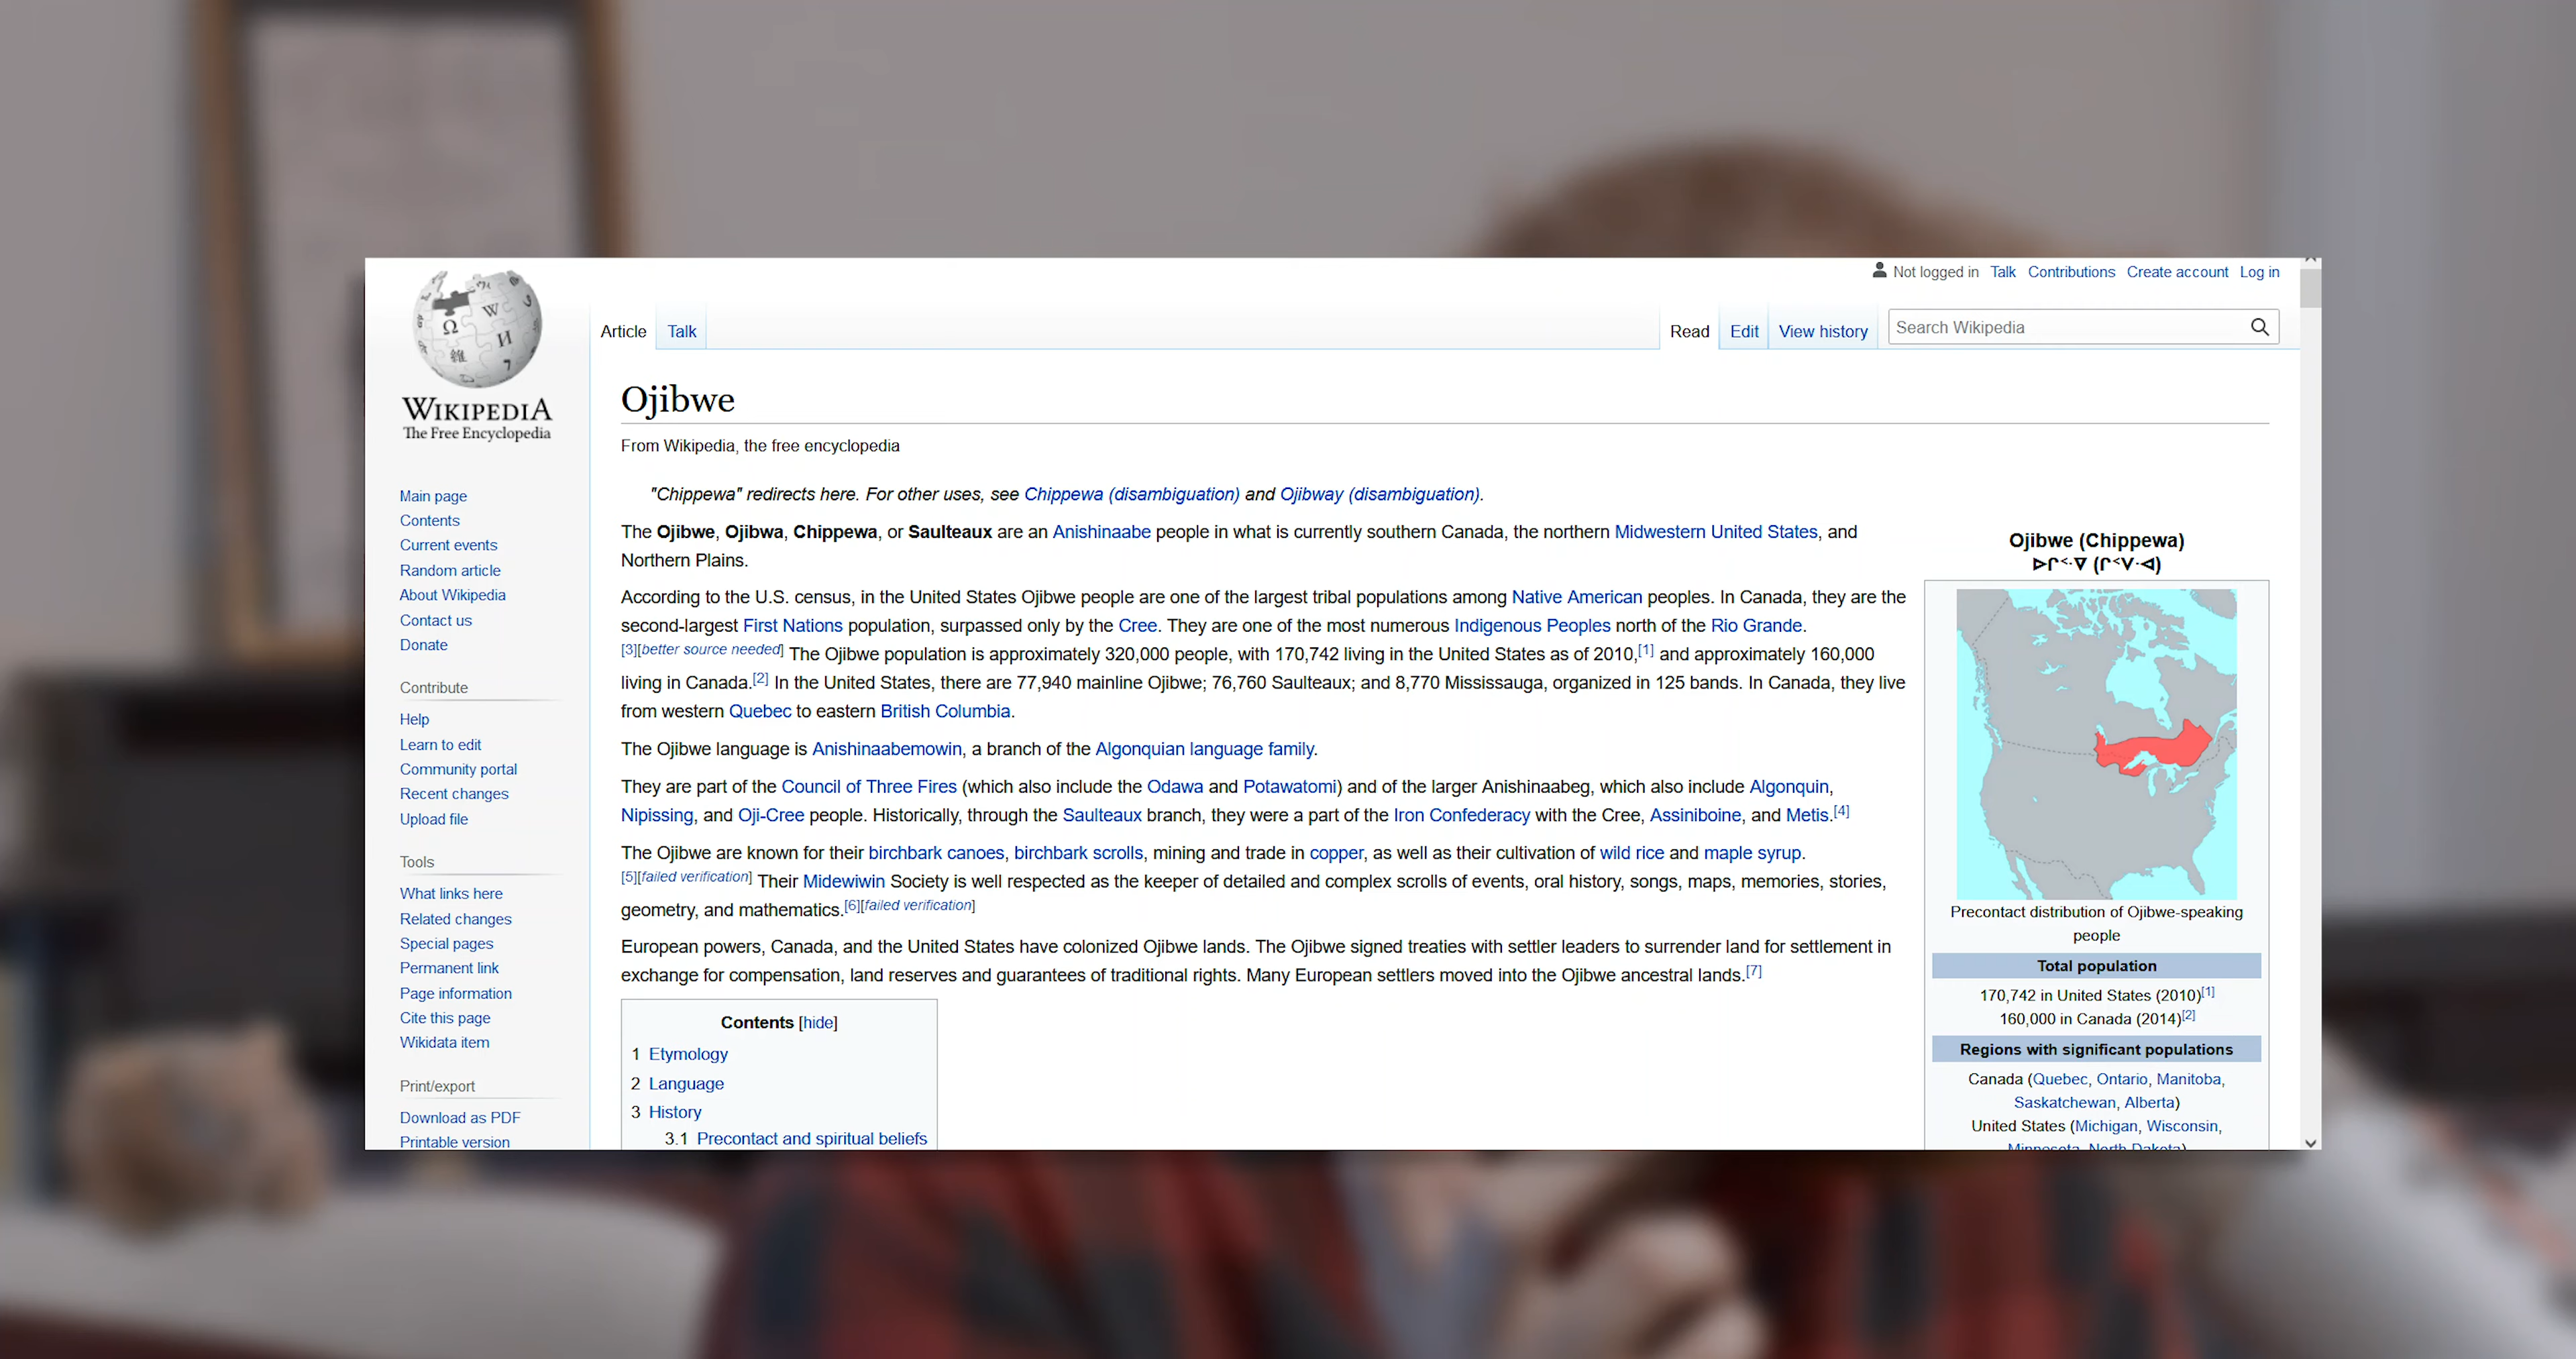 Not logged in Talk Contributions Create account Log in
Article Talk Read Edit View history Search Wikipedia
WIKIPEDIA
The Free Encyclopedia
Main page
Contents
Current events
Random article
About Wikipedia
Contact us
Donate
Contribute
Help
Learn to edit
Community portal
Recent changes
Upload file
Tools
What links here
Related changes
Special pages
Permanent link
Page information
Cite this page
Wikidata item
Print/export
Download as PDF
Printable version
Ojibwe
From Wikipedia, the free encyclopedia
"Chippewa" redirects here. For other uses, see Chippewa (disambiguation) and Ojibway (disambiguation).
The Ojibwe, Ojibwa, Chippewa, or Saulteaux are an Anishinaabe people in what is currently southern Canada, the northern Midwestern United States, and
Northern Plains.
According to the U.S. census, in the United States Ojibwe people are one of the largest tribal populations among Native American peoples. In Canada, they are the
second-largest First Nations population, surpassed only by the Cree. They are one of the most numerous Indigenous Peoples north of the Rio Grande.
[3][better source needed] The Ojibwe population is approximately 320,000 people, with 170,742 living in the United States as of 2010,[1] and approximately 160,000
living in Canada.[2] In the United States, there are 77,940 mainline Ojibwe; 76,760 Saulteaux; and 8,770 Mississauga, organized in 125 bands. In Canada, they live
from western Quebec to eastern British Columbia.
The Ojibwe language is Anishinaabemowin, a branch of the Algonquian language family.
They are part of the Council of Three Fires (which also include the Odawa and Potawatomi) and of the larger Anishinaabeg, which also include Algonquin,
Nipissing, and Oji-Cree people. Historically, through the Saulteaux branch, they were a part of the Iron Confederacy with the Cree, Assiniboine, and Metis.[4]
The Ojibwe are known for their birchbark canoes, birchbark scrolls, mining and trade in copper, as well as their cultivation of wild rice and maple syrup.
[5][failed verification] Their Midewiwin Society is well respected as the keeper of detailed and complex scrolls of events, oral history, songs, maps, memories, stories,
geometry, and mathematics.[6][failed verification]
European powers, Canada, and the United States have colonized Ojibwe lands. The Ojibwe signed treaties with settler leaders to surrender land for settlement in
exchange for compensation, land reserves and guarantees of traditional rights. Many European settlers moved into the Ojibwe ancestral lands.[7]
Contents [hide]
1 Etymology
2 Language
3 History
3.1 Precontact and spiritual beliefs
Ojibwe (Chippewa)
ᐅᒋᑉᐧᐁ (ᒋᑉᐯᐧᐊ)
Precontact distribution of Ojibwe-speaking
people
Total population
170,742 in United States (2010)[1]
160,000 in Canada (2014)[2]
Regions with significant populations
Canada (Quebec, Ontario, Manitoba,
Saskatchewan, Alberta)
United States (Michigan, Wisconsin,
Minnesota, North Dakota)